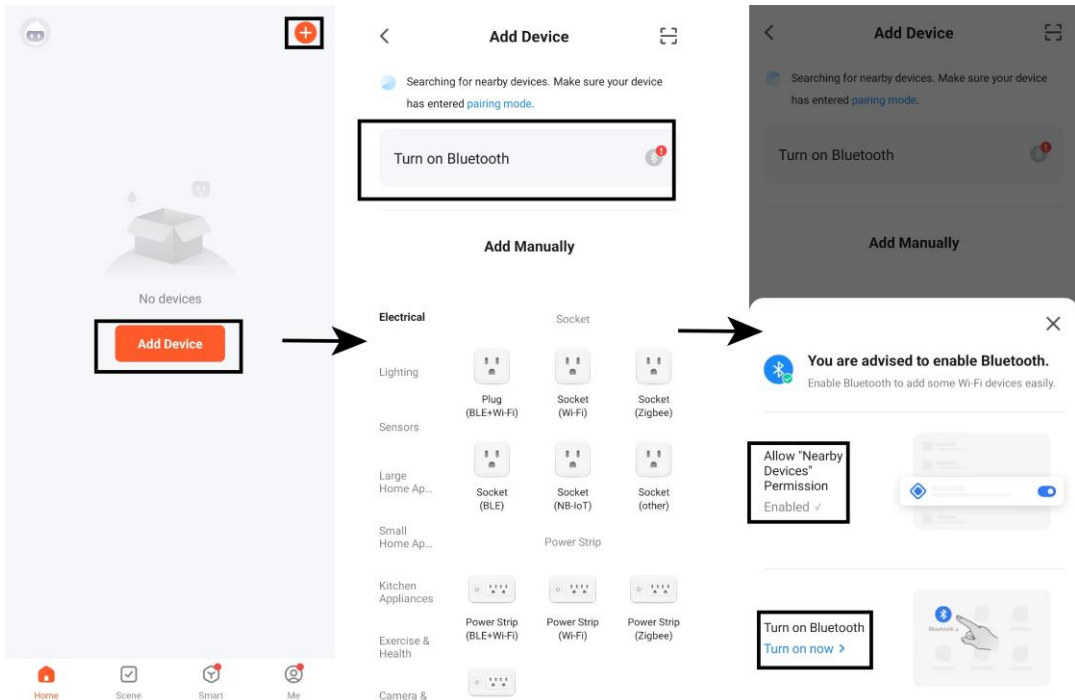 No devices
Add Device
Home
Scene
Smart
Me
Add Device
Searching for nearby devices. Make sure your device
has entered pairing mode.
Turn on Bluetooth
Add Manually
Electrical
Lighting
Sensors
Large
Home Ap...
Small
Home Ap...
Kitchen
Appliances
Exercise &
Health
Camera &
Socket
Plug
(BLE+Wi-Fi)
Socket
(Wi-Fi)
Socket
(Zigbee)
Socket
(BLE)
Socket
(NB-IoT)
Socket
(other)
Power Strip
Power Strip
(BLE+Wi-Fi)
Power Strip
(Wi-Fi)
Power Strip
(Zigbee)
Add Device
Searching for nearby devices. Make sure your device
has entered pairing mode.
Turn on Bluetooth
Add Manually
You are advised to enable Bluetooth.
Enable Bluetooth to add some Wi-Fi devices easily.
Allow "Nearby
Devices"
Permission
Enabled ✓
Turn on Bluetooth
Turn on now >
Bluetooth